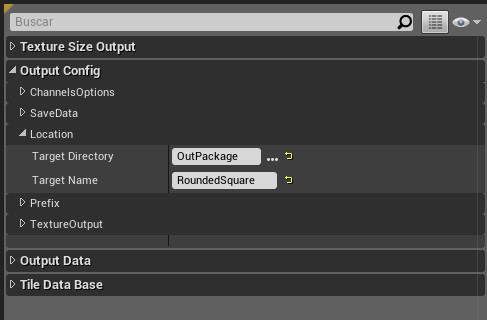 Buscar
Texture Size Output
Output Config
ChannelsOptions
SaveData
Location
Target Directory OutPackage ...
Target Name RoundedSquare
Prefix
TextureOutput
Output Data
Tile Data Base